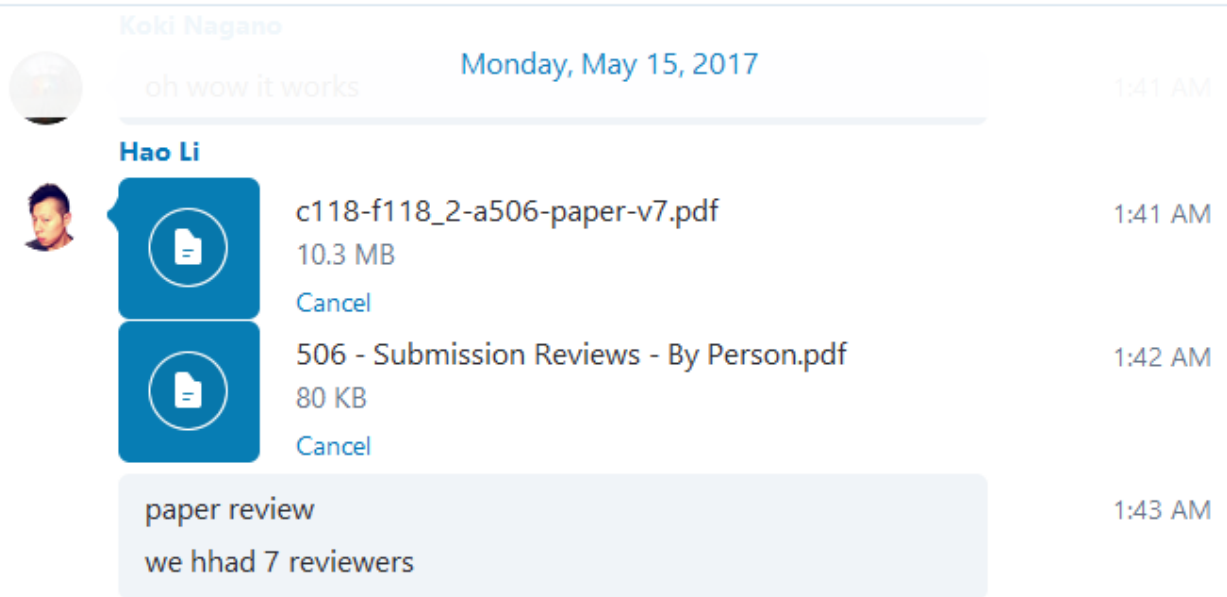 Koki Nagano
Monday, May 15, 2017
oh wow it works
1:41 AM
Hao Li
c118-f118_2-a506-paper-v7.pdf
1:41 AM
10.3 MB
Cancel
506 - Submission Reviews - By Person.pdf
1:42 AM
80 KB
Cancel
paper review
1:43 AM
we hhad 7 reviewers